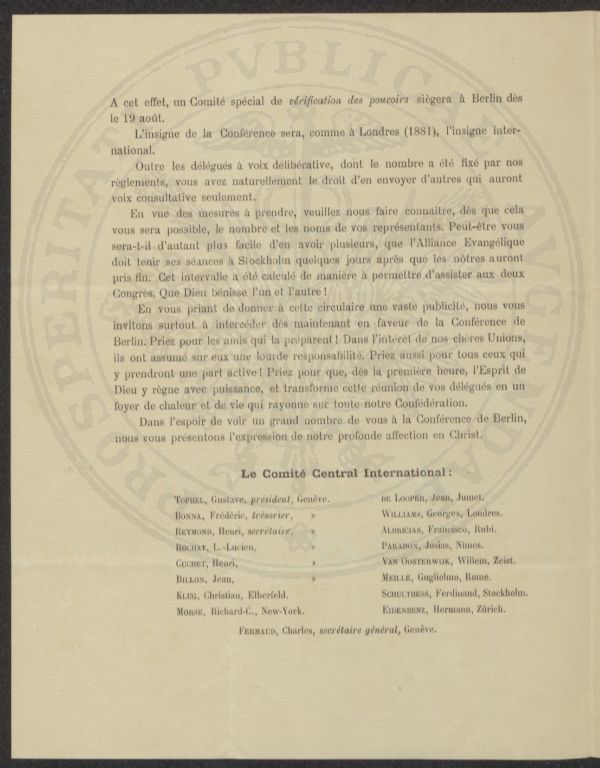 A cet effet, un Comité spécial de vérification des pouvoirs siégera à Berlin dès
le 19 août.
L'insigne de la Conférence sera, comme à Londres (1881), l'insigne inter-
national.
Outre les délégués à voix délibérative, dont le nombre a été fixé par nos
règlements, vous avez naturellement le droit d'en envoyer d'autres qui auront
voix consultative seulement.
En vue des mesures à prendre, veuillez nous faire connaître, dès que cela
vous sera possible, le nombre et les noms de vos représentants. Peut-être vous
sera-t-il d'autant plus facile d'en avoir plusieurs, que l'Alliance Evangélique
doit tenir ses séances à Stockholm quelques jours après que les nôtres auront
pris fin. Cet intervalle a été calculé de manière à permettre d'assister aux deux
Congrès. Que Dieu bénisse l'un et l'autre !
En vous priant de donner à cette circulaire une vaste publicité, nous vous
invitons surtout à intercéder dès maintenant en faveur de la Conférence de
Berlin. Priez pour les amis qui la préparent ! Dans l'intérêt de nos chères Unions,
ils ont assumé sur eux une lourde responsabilité. Priez aussi pour tous ceux qui
y prendront une part active ! Priez pour que, dès la première heure, l'Esprit de
Dieu y règne avec puissance, et transforme cette réunion de vos délégués en un
foyer de chaleur et de vie qui rayonne sur toute notre Confédération.
Dans l'espoir de voir un grand nombre de vous à la Conférence de Berlin,
nous vous présentons l'expression de notre profonde affection en Christ.
Le Comité Central International :
TOPHEL, Gustave, président, Genève.
BONNA, Frédéric, trésorier, »
REYMOND, Henri, secrétaire, »
ROCHAT, L.-Lucien, »
CUCHET, Henri,
BILLON, Jean, »
KLUG, Christian, Elberfeld.
MORSE, Richard-C., New-York.
DE LOOPER, Jean, Jumet.
WILLIAMS, Georges, Londres.
ALDRICIAS, Francisco, Rubi.
PARADON, Josias, Nimes.
VAN OOSTERWIJK, Willem, Zeist.
MEILLE, Guglielmo, Rome.
SCHULTHESS, Ferdinand, Stockholm.
EIDENBENZ, Hermann, Zürich.
FERMAUD, Charles, secrétaire général, Genève.
PROSPERITATI PVBLICAE AVGENDA